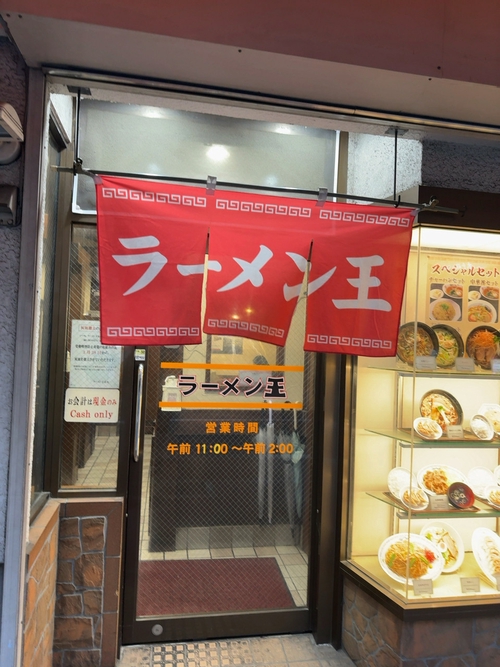 ラーメン王
スペシャルセット
ラーメン王
営業時間
午前 11:00 ～午前 2:00
お会計は現金のみ
Cash only